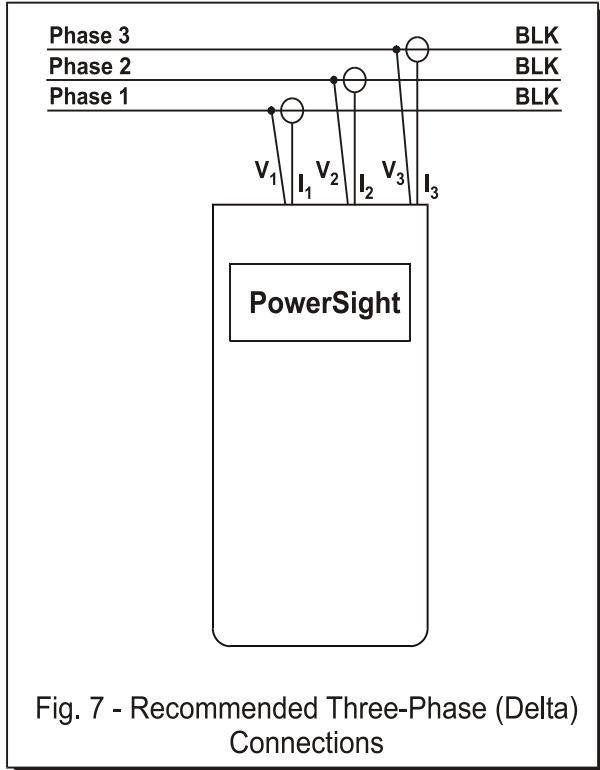 Phase 3 BLK
Phase 2 BLK
Phase 1 BLK
V₁ I₁ V₂ I₂ V₃ I₃
PowerSight
Fig. 7 - Recommended Three-Phase (Delta)
Connections